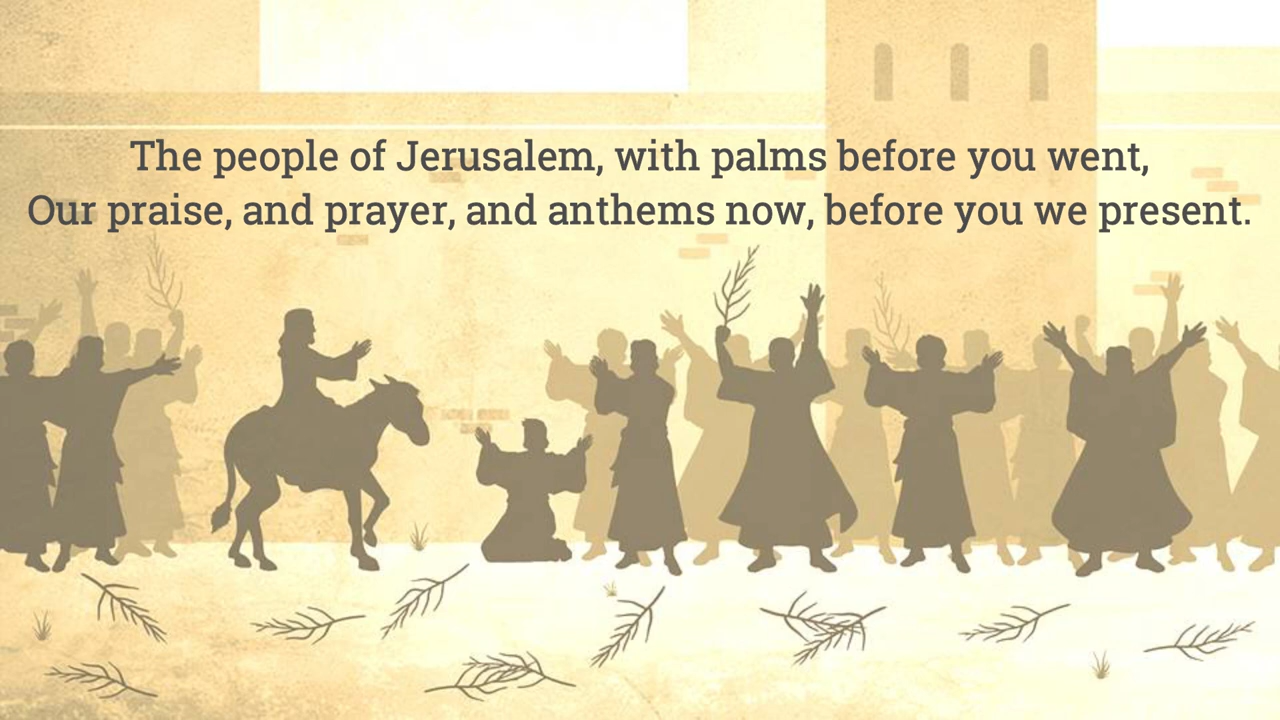 The people of Jerusalem, with palms before you went,
Our praise, and prayer, and anthems now, before you we present.